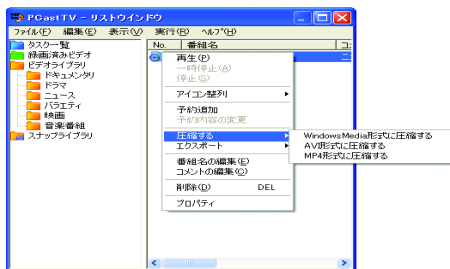 PCastTV - リストウインドウ
ファイル(F) 編集(E) 表示(V) 実行(R) ヘルプ(H)
タスク一覧
録画済みビデオ
ビデオライブラリ
ドキュメンタリ
ドラマ
ニュース
バラエティ
映画
音楽番組
スナップライブラリ
No. 番組名 コ
再生(P)
一時停止(A)
停止(S)
アイコン整列
予約追加
予約内容の変更
圧縮する
エクスポート
番組名の編集(E)
コメントの編集(C)
削除(D) DEL
プロパティ
WindowsMedia形式に圧縮する
AVI形式に圧縮する
MP4形式に圧縮する